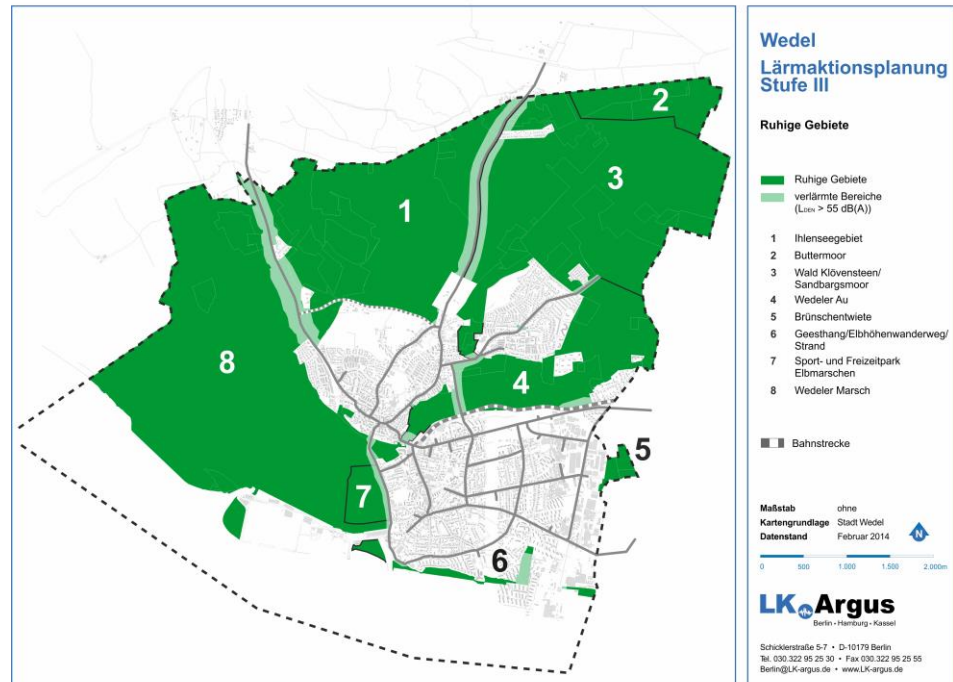 1
2
3
4
5
6
7
8
Wedel
Lärmaktionsplanung
Stufe III
Ruhige Gebiete
Ruhige Gebiete
verlärmte Bereiche
(LDEN > 55 dB(A))
1 Ihlenseegebiet
2 Buttermoor
3 Wald Klövensteen/
Sandbargsmoor
4 Wedeler Au
5 Brünschentwiete
6 Geesthang/Elbhöhenwanderweg/
Strand
7 Sport- und Freizeitpark
Elbmarschen
8 Wedeler Marsch
Bahnstrecke
Maßstab ohne
Kartengrundlage Stadt Wedel
Datenstand Februar 2014
N
0 500 1.000 1.500 2.000m
LK Argus
Berlin • Hamburg • Kassel
Schicklerstraße 5-7 • D-10179 Berlin
Tel. 030.322 95 25 30 • Fax 030.322 95 25 55
Berlin@LK-argus.de • www.LK-argus.de